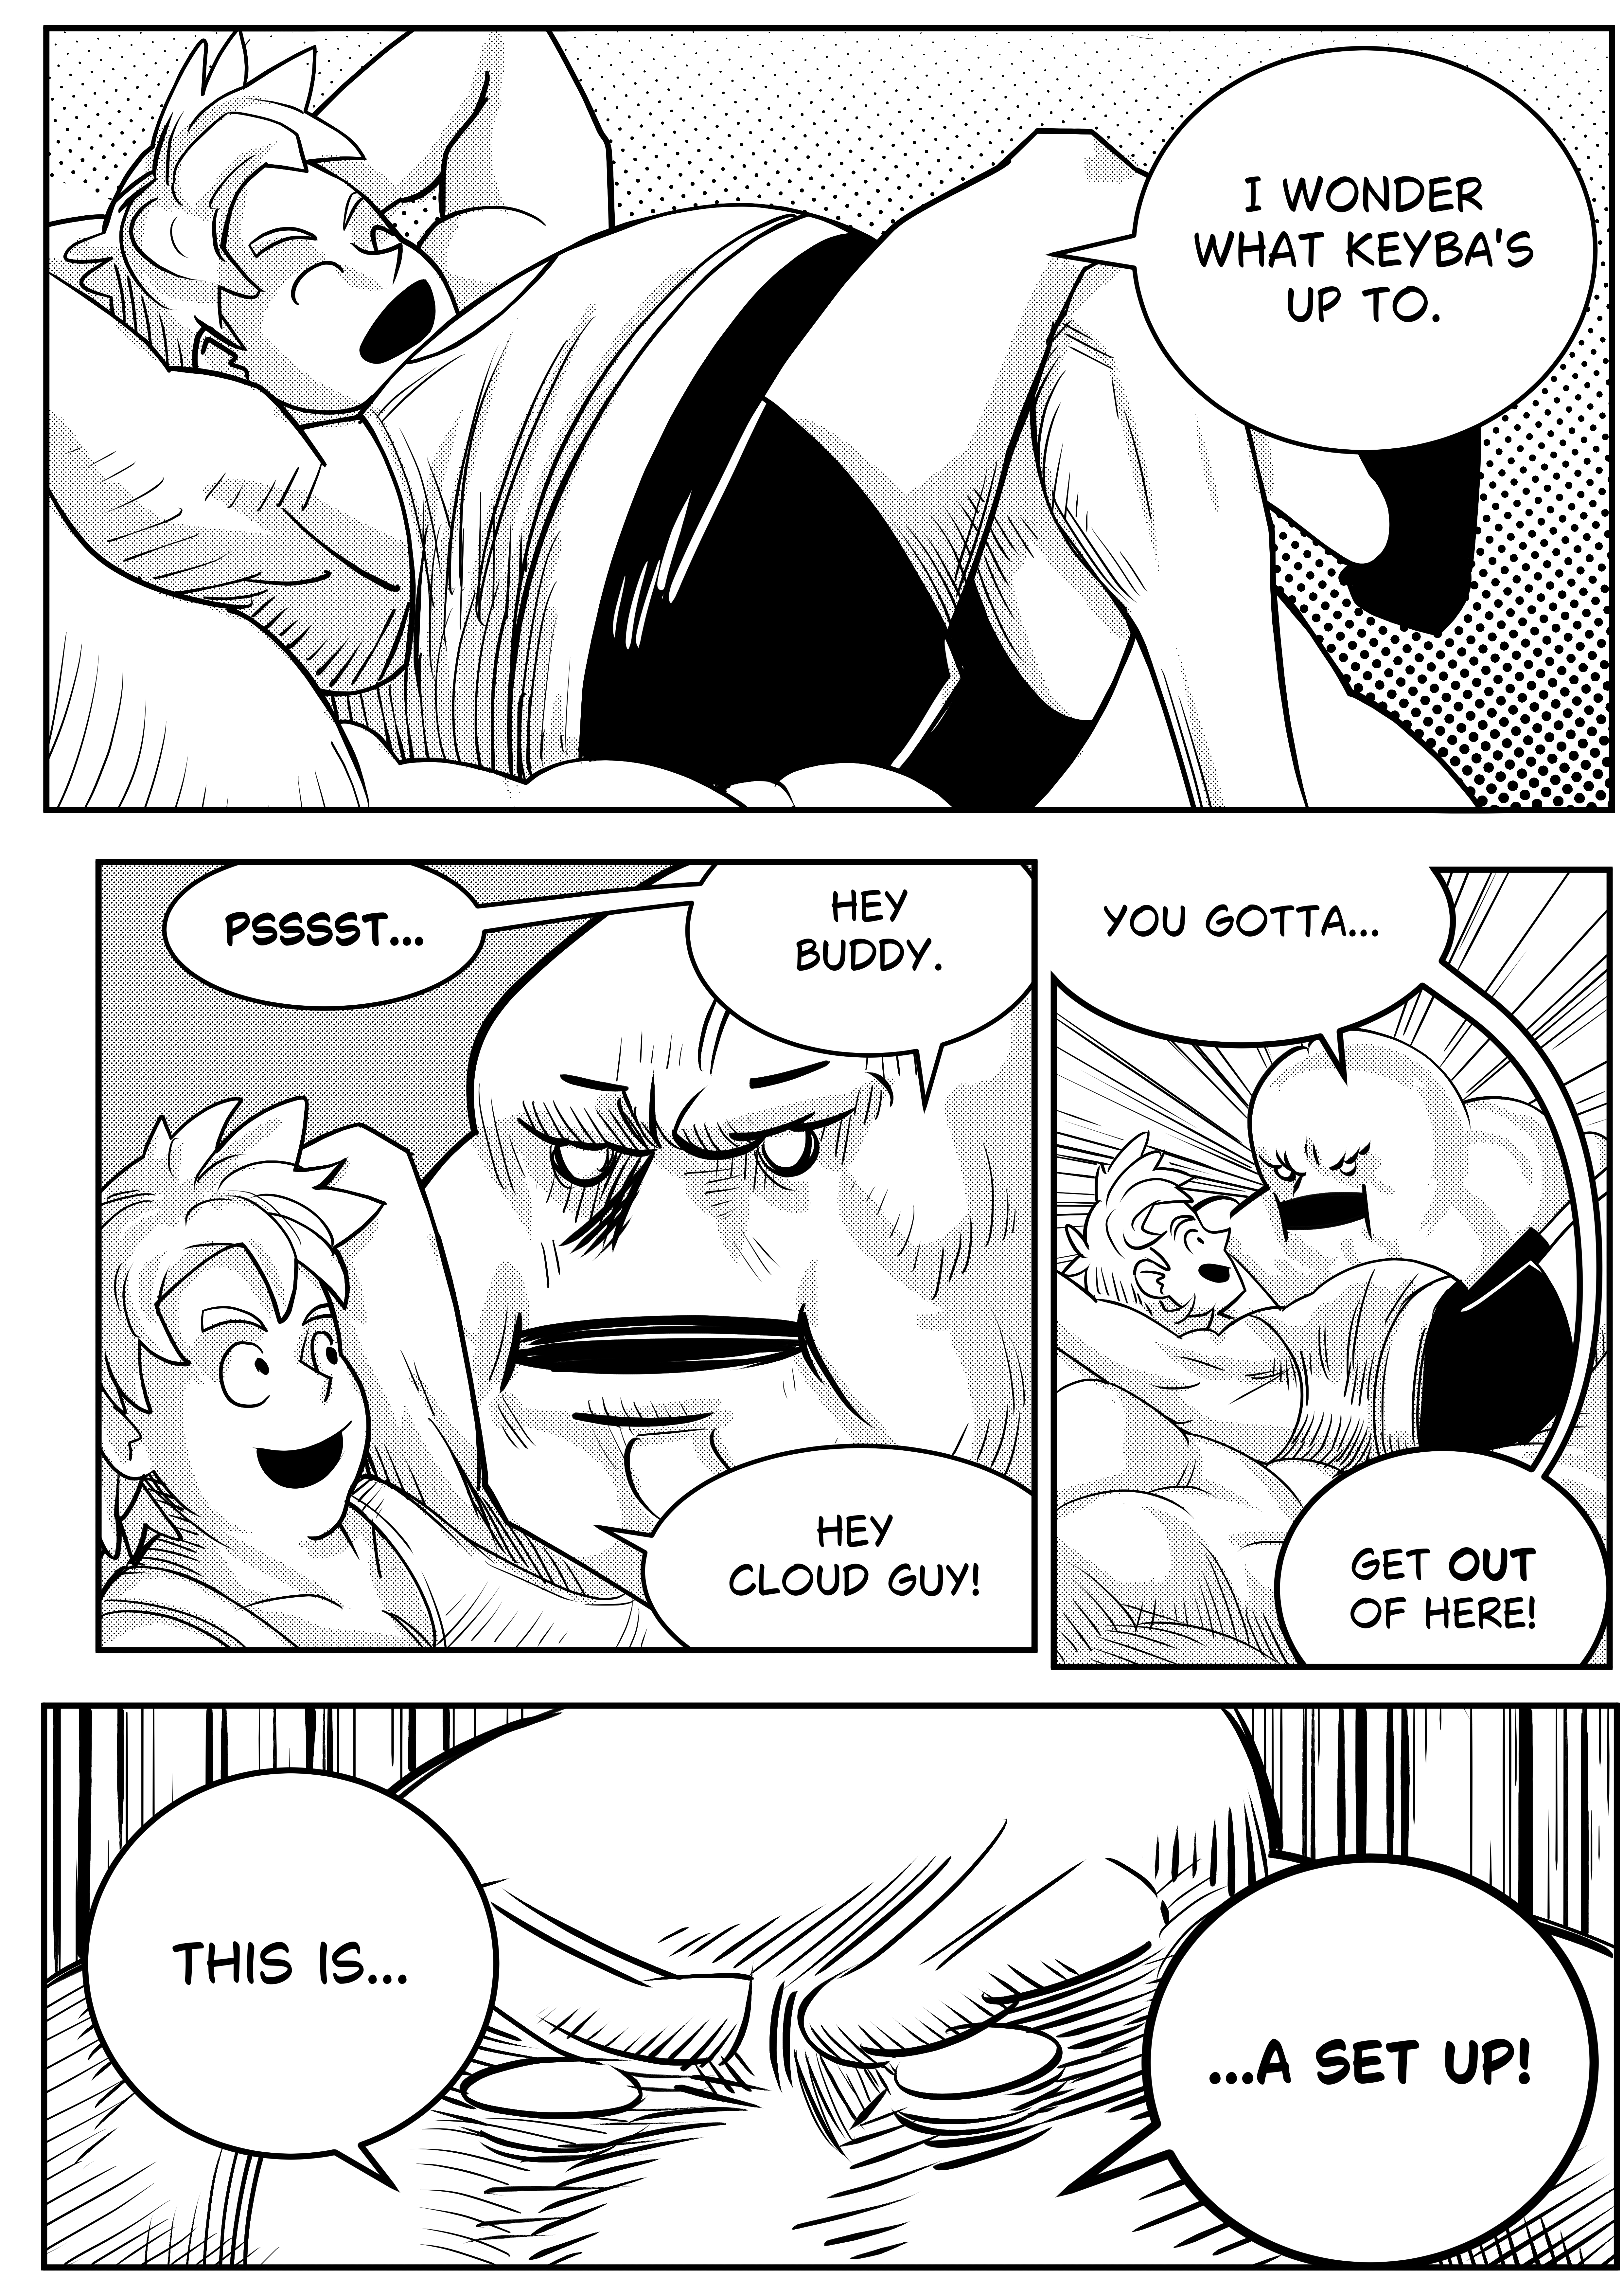 I WONDER
WHAT KEYBA'S
UP TO.
PSSSST...
HEY
BUDDY.
HEY
CLOUD GUY!
YOU GOTTA...
GET OUT
OF HERE!
THIS IS...
...A SET UP!